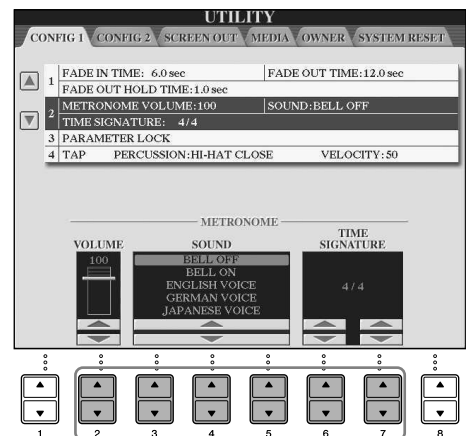 UTILITY
CONFIG 1 CONFIG 2 SCREEN OUT MEDIA OWNER SYSTEM RESET
1 FADE IN TIME: 6.0 sec FADE OUT TIME:12.0 sec
FADE OUT HOLD TIME:1.0 sec
2 METRONOME VOLUME:100 SOUND:BELL OFF
TIME SIGNATURE: 4/4
3 PARAMETER LOCK
4 TAP PERCUSSION:HI-HAT CLOSE VELOCITY:50
METRONOME
VOLUME SOUND TIME SIGNATURE
100 BELL OFF
BELL ON
ENGLISH VOICE 4 / 4
GERMAN VOICE
JAPANESE VOICE
1 2 3 4 5 6 7 8